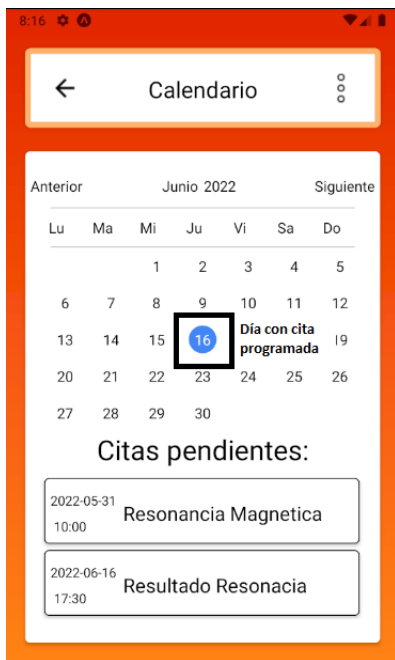 8:16
Calendario
Anterior Junio 2022 Siguiente
Lu Ma Mi Ju Vi Sa Do
1 2 3 4 5
6 7 8 9 10 11 12
Día con cita
programada
13 14 15 16 19
20 21 22 23 24 25 26
27 28 29 30
Citas pendientes:
2022-05-31
10:00
Resonancia Magnetica
2022-06-16
17:30
Resultado Resonacia